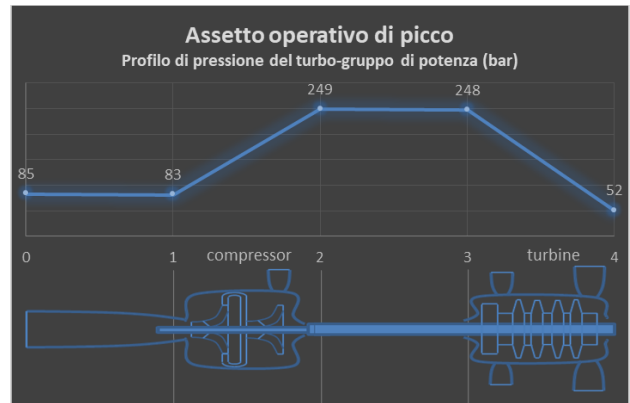 Assetto operativo di picco
Profilo di pressione del turbo-gruppo di potenza (bar)
249
248
85
83
52
0 1 compressor 2 3 turbine 4